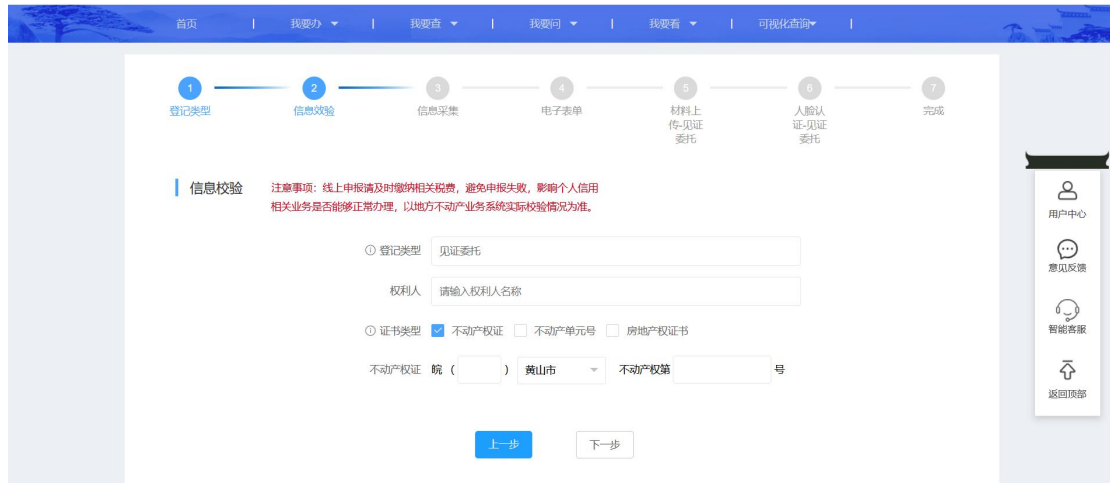 首页 | 我要办 | 我要查 | 我要问 | 我要看 | 可视化查询 |
1 2 3 4 5 6 7
登记类型 信息效验 信息采集 电子表单 材料上 人脸认 完成
传-见证 证-见证
委托 委托
信息校验 注意事项：线上申报请及时缴纳相关税费，避免申报失败，影响个人信用
相关业务是否能够正常办理，以地方不动产业务系统实际校验情况为准。
登记类型 见证委托
权利人 请输入权利人名称
证书类型 不动产权证 不动产单元号 房地产权证书
不动产权证 皖 ( ) 黄山市 不动产权第 号
上一步 下一步
用户中心
意见反馈
智能客服
返回顶部